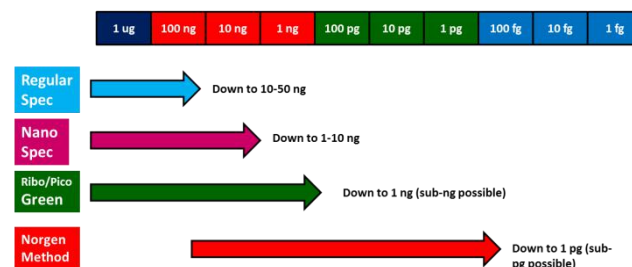 1 ug 100 ng 10 ng 1 ng 100 pg 10 pg 1 pg 100 fg 10 fg 1 fg
Regular
Spec
Down to 10-50 ng
Nano
Spec
Down to 1-10 ng
Ribo/Pico
Green
Down to 1 ng (sub-ng possible)
Norgen
Method
Down to 1 pg (sub-
pg possible)